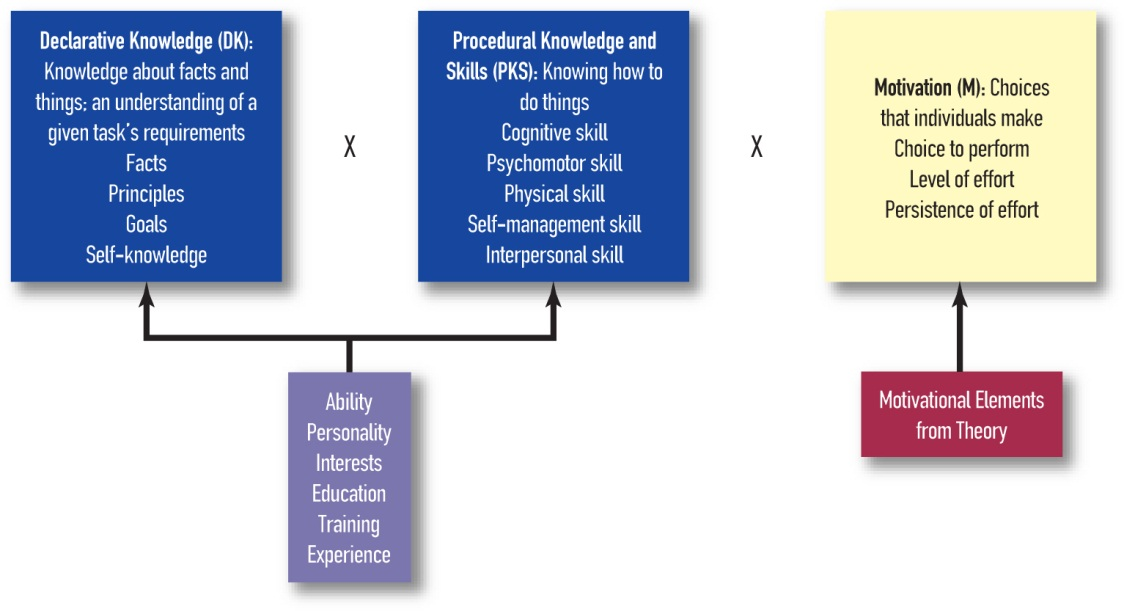 Declarative Knowledge (DK):
Knowledge about facts and
things; an understanding of a
given task's requirements
Facts
Principles
Goals
Self-knowledge
X
Procedural Knowledge and
Skills (PKS): Knowing how to
do things
Cognitive skill
Psychomotor skill
Physical skill
Self-management skill
Interpersonal skill
X
Motivation (M): Choices
that individuals make
Choice to perform
Level of effort
Persistence of effort
Ability
Personality
Interests
Education
Training
Experience
Motivational Elements
from Theory